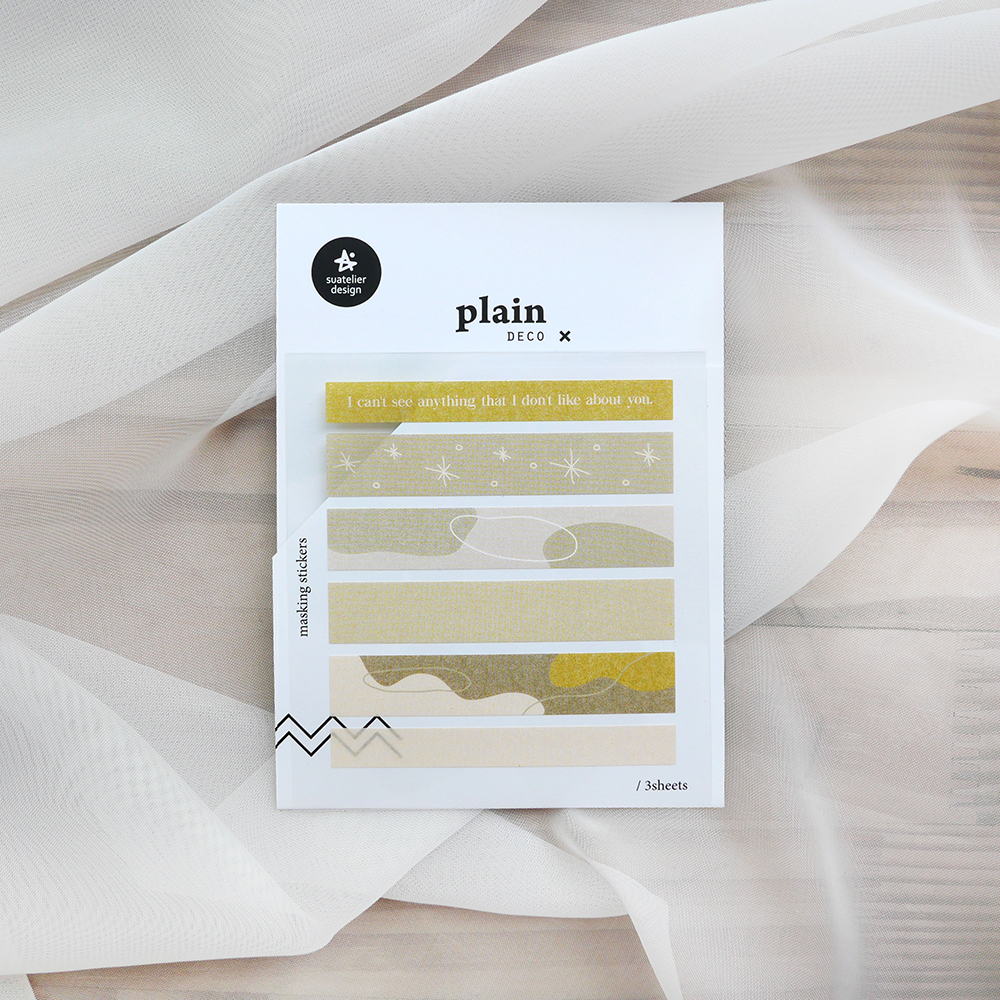 suatelier
design
plain
DECO ×
I can't see anything that I don't like about you.
masking stickers
/ 3sheets